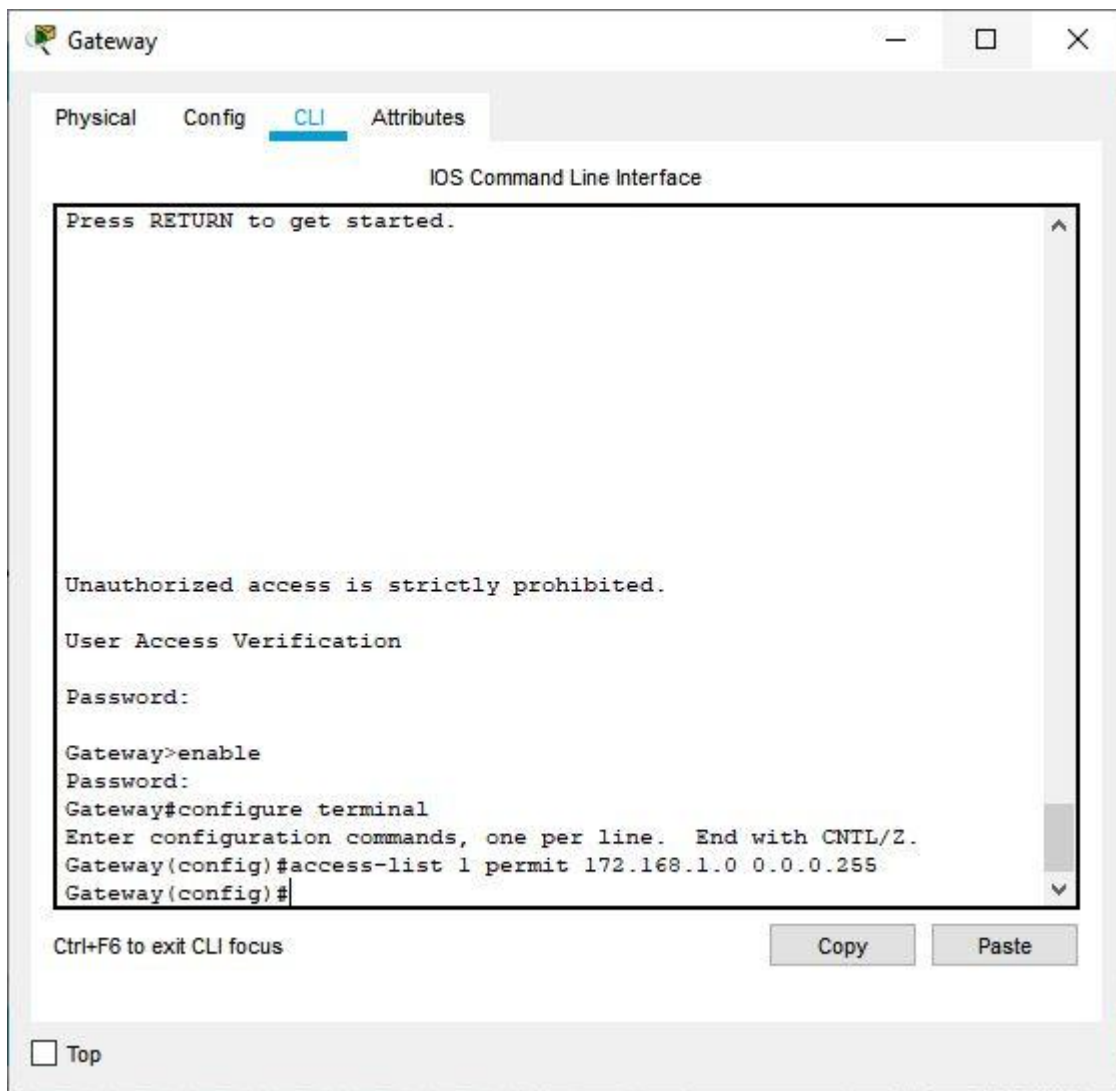 Gateway
Physical Config CLI Attributes
IOS Command Line Interface
Press RETURN to get started.
Unauthorized access is strictly prohibited.
User Access Verification
Password:
Gateway>enable
Password:
Gateway#configure terminal
Enter configuration commands, one per line.  End with CNTL/Z.
Gateway(config)#access-list 1 permit 172.168.1.0 0.0.0.255
Gateway(config)#
Ctrl+F6 to exit CLI focus
Copy Paste
Top